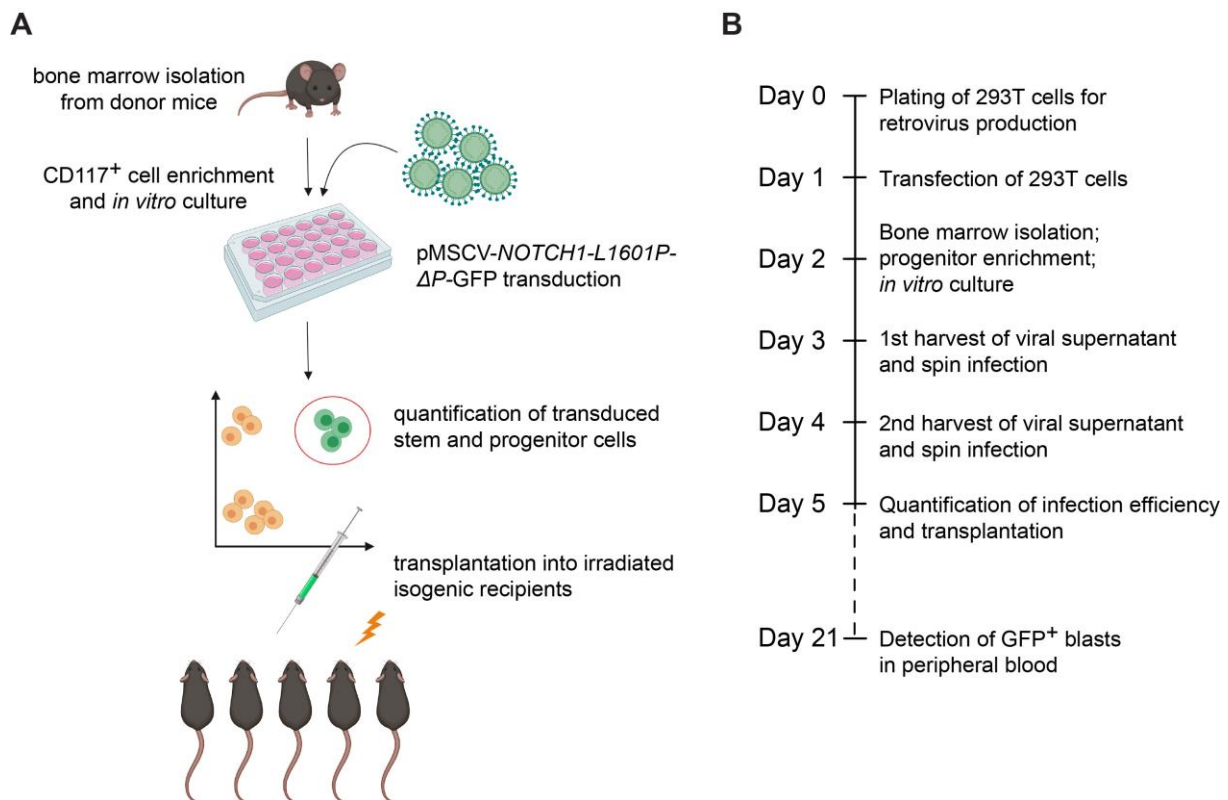 A
bone marrow isolation
from donor mice
CD117+ cell enrichment
and in vitro culture
pMSCV-NOTCH1-L1601P-
ΔP-GFP transduction
quantification of transduced
stem and progenitor cells
transplantation into irradiated
isogenic recipients
B
Day 0
Plating of 293T cells for
retrovirus production
Day 1
Transfection of 293T cells
Day 2
Bone marrow isolation;
progenitor enrichment;
in vitro culture
Day 3
1st harvest of viral supernatant
and spin infection
Day 4
2nd harvest of viral supernatant
and spin infection
Day 5
Quantification of infection efficiency
and transplantation
Day 21
Detection of GFP+ blasts
in peripheral blood